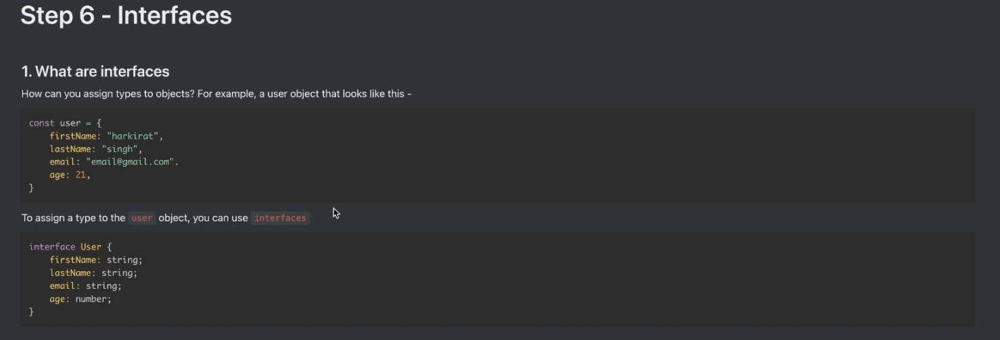 Step 6 - Interfaces
1. What are interfaces
How can you assign types to objects? For example, a user object that looks like this -
const user = {
firstName: "harkirat",
lastName: "singh",
email: "email@gmail.com".
age: 21,
}
To assign a type to the user object, you can use interfaces
interface User {
firstName: string;
lastName: string;
email: string;
age: number;
}